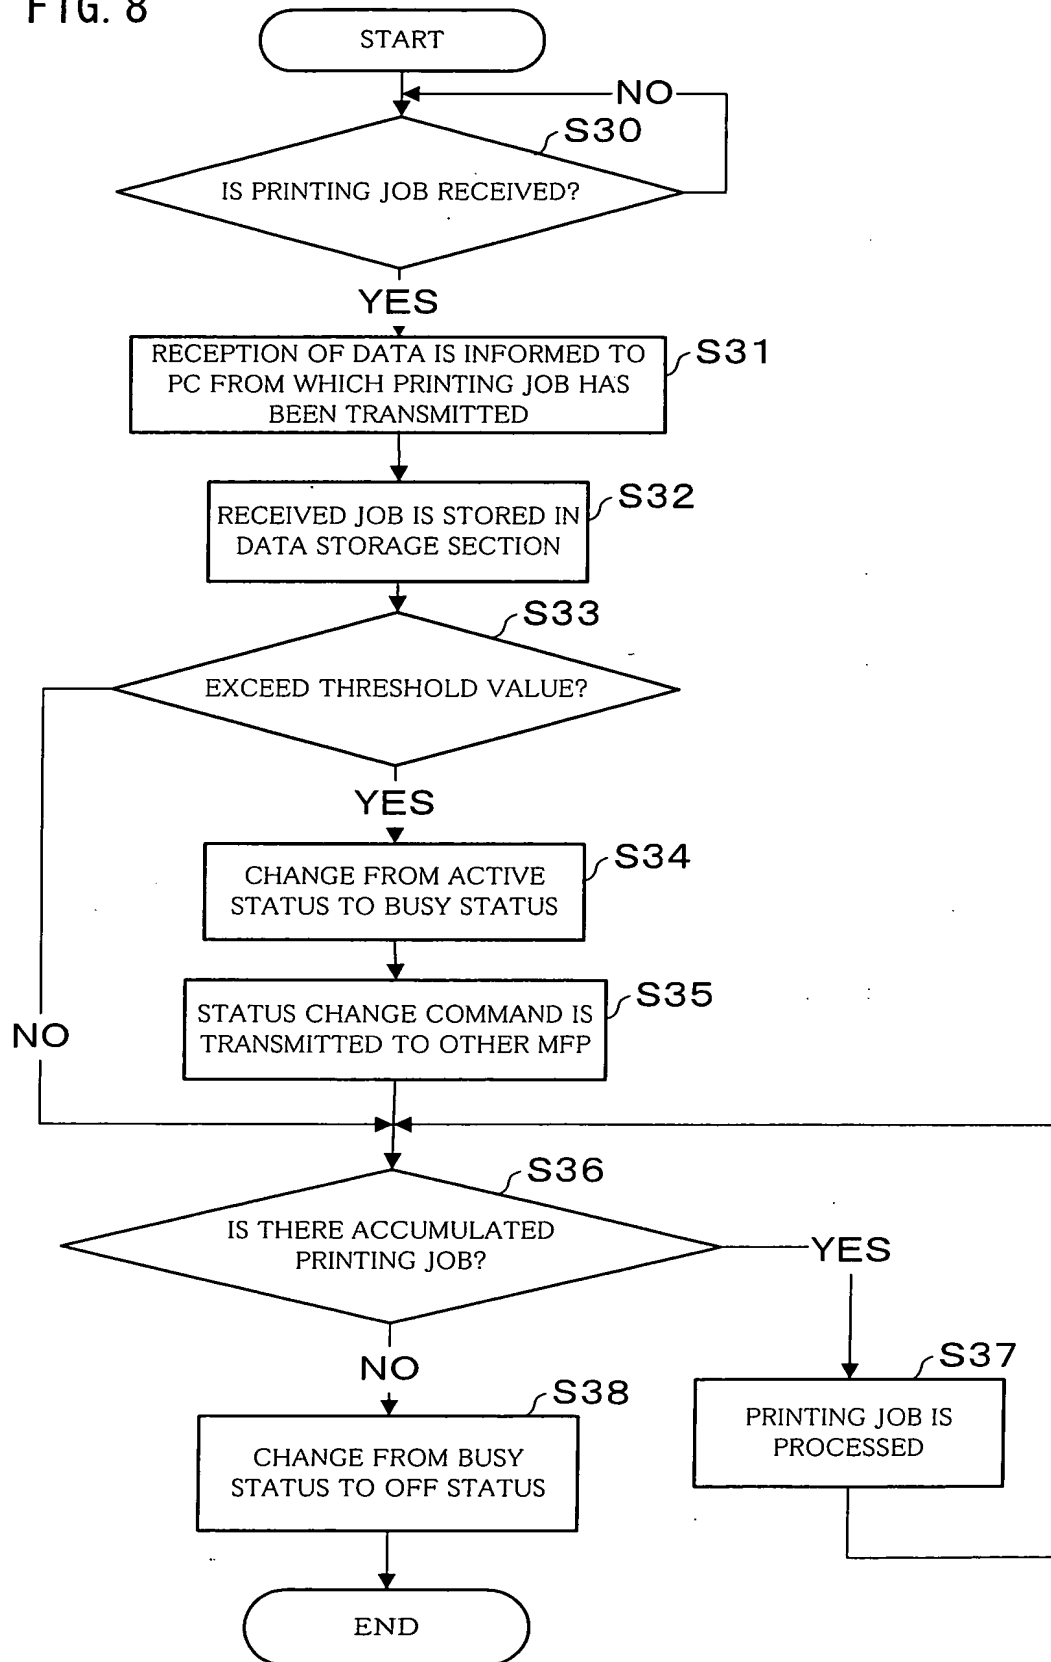 FIG. 8
START
NO
S30
IS PRINTING JOB RECEIVED?
YES
S31
RECEPTION OF DATA IS INFORMED TO
PC FROM WHICH PRINTING JOB HAS
BEEN TRANSMITTED
S32
RECEIVED JOB IS STORED IN
DATA STORAGE SECTION
S33
EXCEED THRESHOLD VALUE?
YES
S34
CHANGE FROM ACTIVE
STATUS TO BUSY STATUS
S35
STATUS CHANGE COMMAND IS
TRANSMITTED TO OTHER MFP
NO
S36
IS THERE ACCUMULATED
PRINTING JOB?
YES
NO
S37
PRINTING JOB IS
PROCESSED
S38
CHANGE FROM BUSY
STATUS TO OFF STATUS
END